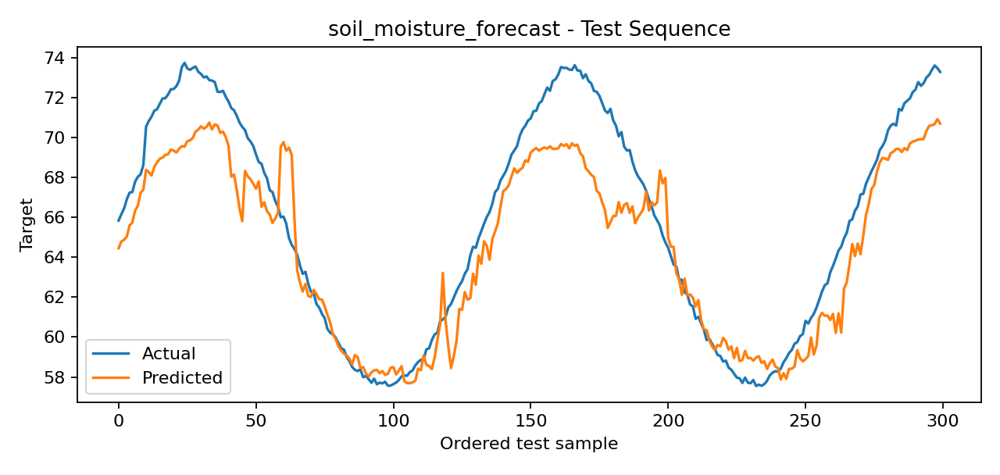 soil_moisture_forecast - Test Sequence
74
72
70
68
66
64
62
60
58
Target
Actual
Predicted
0 50 100 150 200 250 300
Ordered test sample